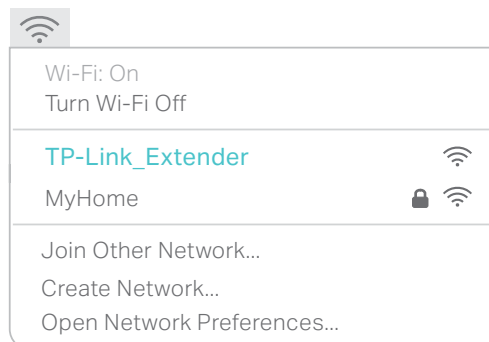 Wi-Fi: On
Turn Wi-Fi Off
TP-Link_Extender
MyHome
Join Other Network...
Create Network...
Open Network Preferences...